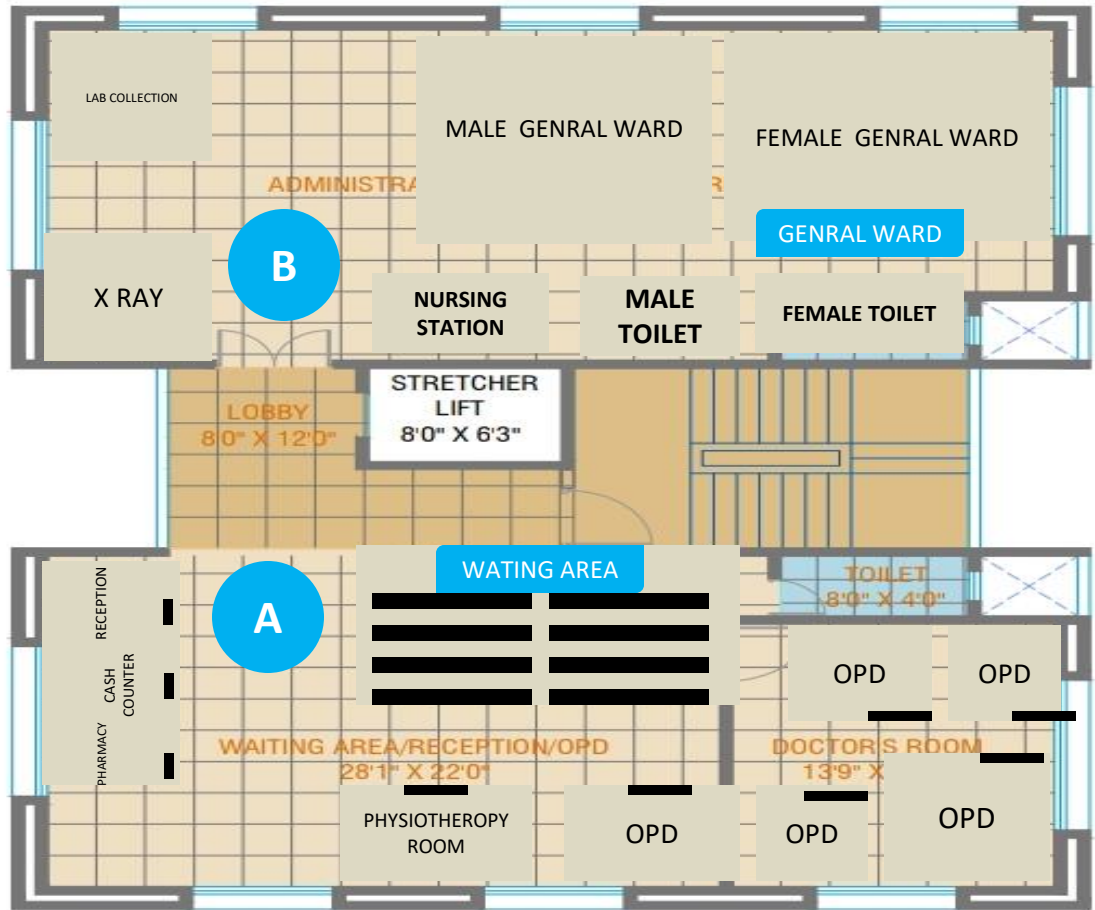 LAB COLLECTION
MALE GENRAL WARD
FEMALE GENRAL WARD
ADMINISTRA
R
GENRAL WARD
B
X RAY
NURSING
STATION
MALE
TOILET
FEMALE TOILET
STRETCHER
LIFT
8'0" X 6'3"
LOBBY
8'0" X 12'0"
RECEPTION
CASH
COUNTER
PHARMACY
A
WATING AREA
TOILET
8'0" X 4'0"
OPD
OPD
WAITING AREA/RECEPTION/OPD
28'1" X 22'0"
DOCTOR'S ROOM
13'9" X
PHYSIOTHEROPY
ROOM
OPD
OPD
OPD